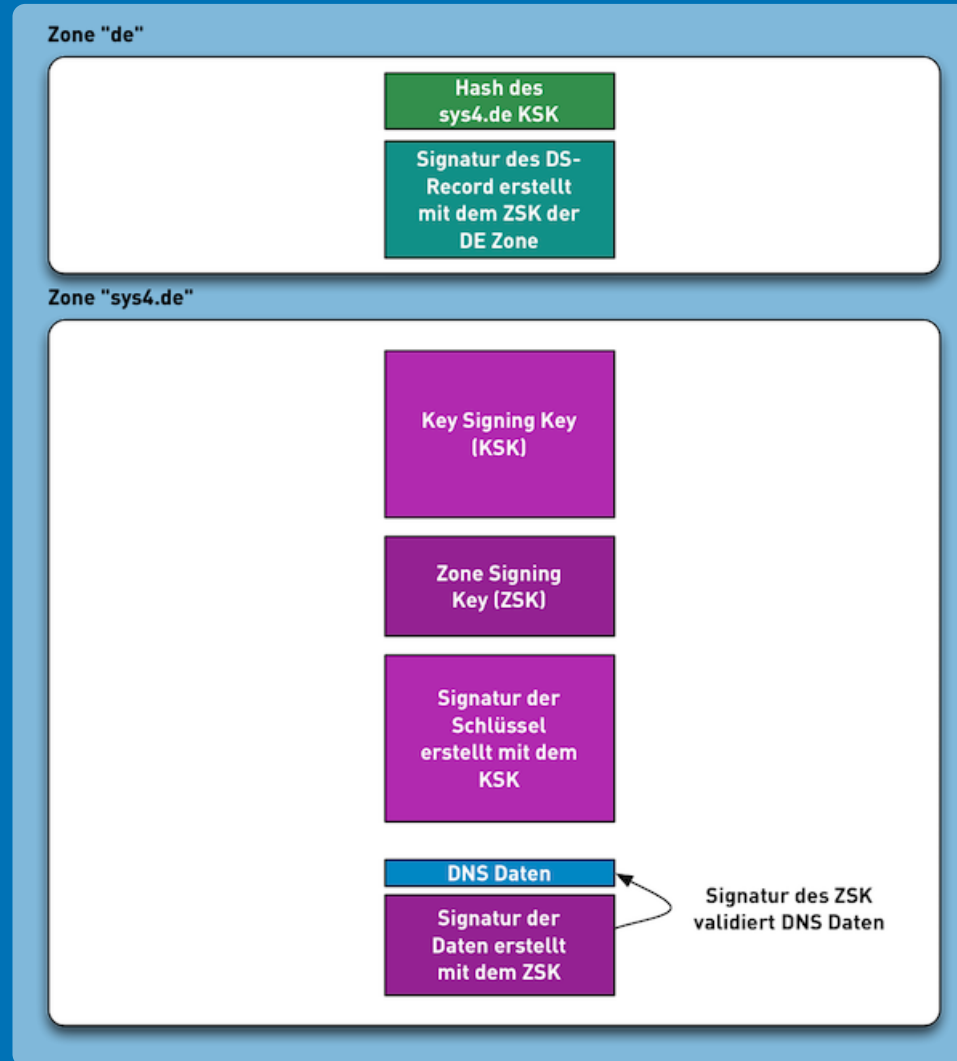 Zone "de"
Hash des
sys4.de KSK
Signatur des DS-
Record erstellt
mit dem ZSK der
DE Zone
Zone "sys4.de"
Key Signing Key
(KSK)
Zone Signing
Key (ZSK)
Signatur der
Schlüssel
erstellt mit dem
KSK
DNS Daten
Signatur der
Daten erstellt
mit dem ZSK
Signatur des ZSK
validiert DNS Daten